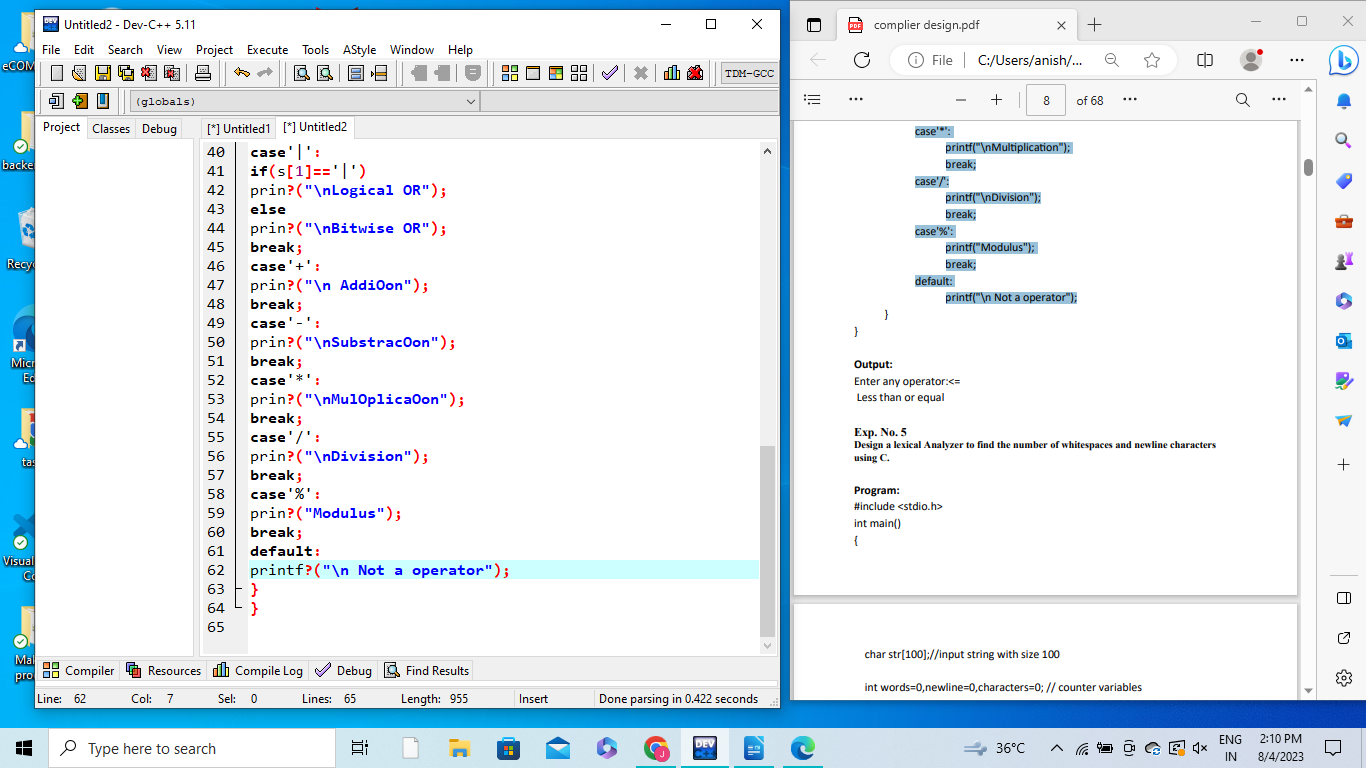 Untitled2 - Dev-C++ 5.11
File Edit Search View Project Execute Tools AStyle Window Help
TDM-GCC
(globals)
Project Classes Debug
[*] Untitled1 [*] Untitled2
40 case'|':
41 if(s[1]=='|')
42 prin?("\nLogical OR");
43 else
44 prin?("\nBitwise OR");
45 break;
46 case'+':
47 prin?("\n AddiOon");
48 break;
49 case'-':
50 prin?("\nSubstracOon");
51 break;
52 case'*':
53 prin?("\nMulOplicaOon");
54 break;
55 case'/':
56 prin?("\nDivision");
57 break;
58 case'%':
59 prin?("Modulus");
60 break;
61 default:
62 printf?("\n Not a operator");
63 }
64 }
65
Compiler Resources Compile Log Debug Find Results
Line: 62 Col: 7 Sel: 0 Lines: 65 Length: 955 Insert Done parsing in 0.422 seconds
complier design.pdf
File C:/Users/anish/...
8 of 68
case'*':
printf("\nMultiplication");
break;
case'/':
printf("\nDivision");
break;
case'%':
printf("Modulus");
break;
default:
printf("\n Not a operator");
}
}
Output:
Enter any operator:<=
Less than or equal
Exp. No. 5
Design a lexical Analyzer to find the number of whitespaces and newline characters
using C.
Program:
#include <stdio.h>
int main()
{
char str[100];//input string with size 100
int words=0,newline=0,characters=0; // counter variables
eCOM
backe
Recyc
Micr
Ed
tas
Visual
Co
Mal
pro
Type here to search
36°C
ENG
IN
2:10 PM
8/4/2023